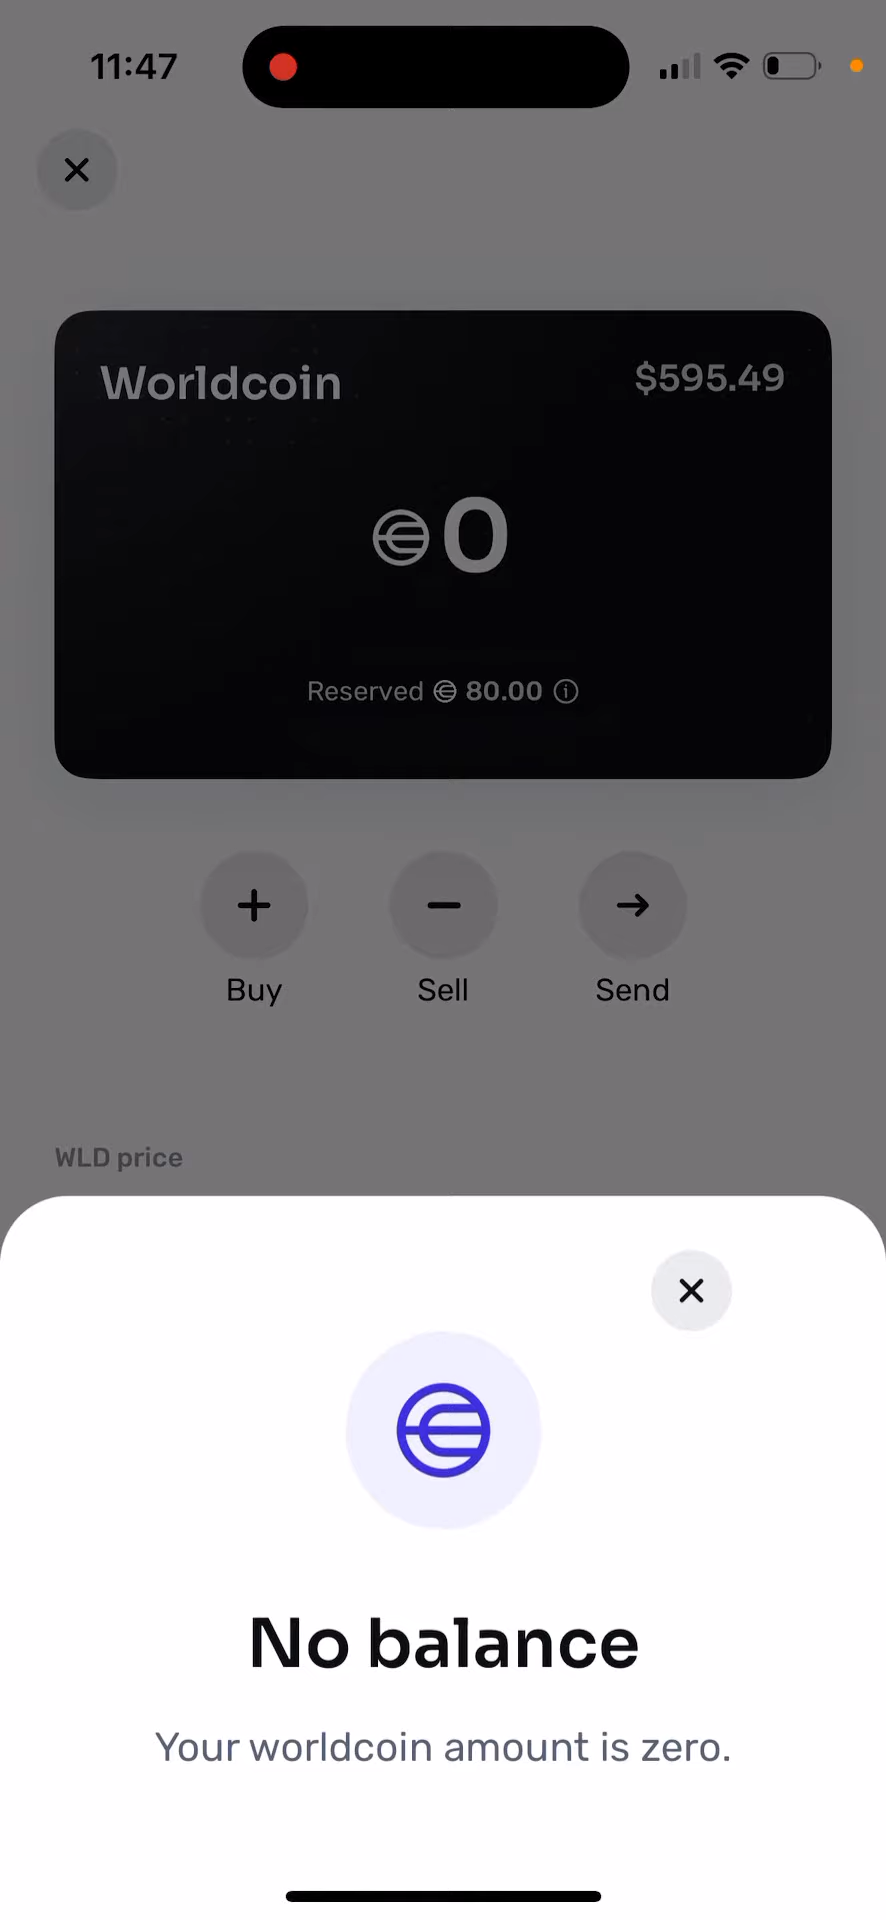 11:47
Worldcoin
$595.49
0
Reserved 80.00
Buy
Sell
Send
WLD price
No balance
Your worldcoin amount is zero.